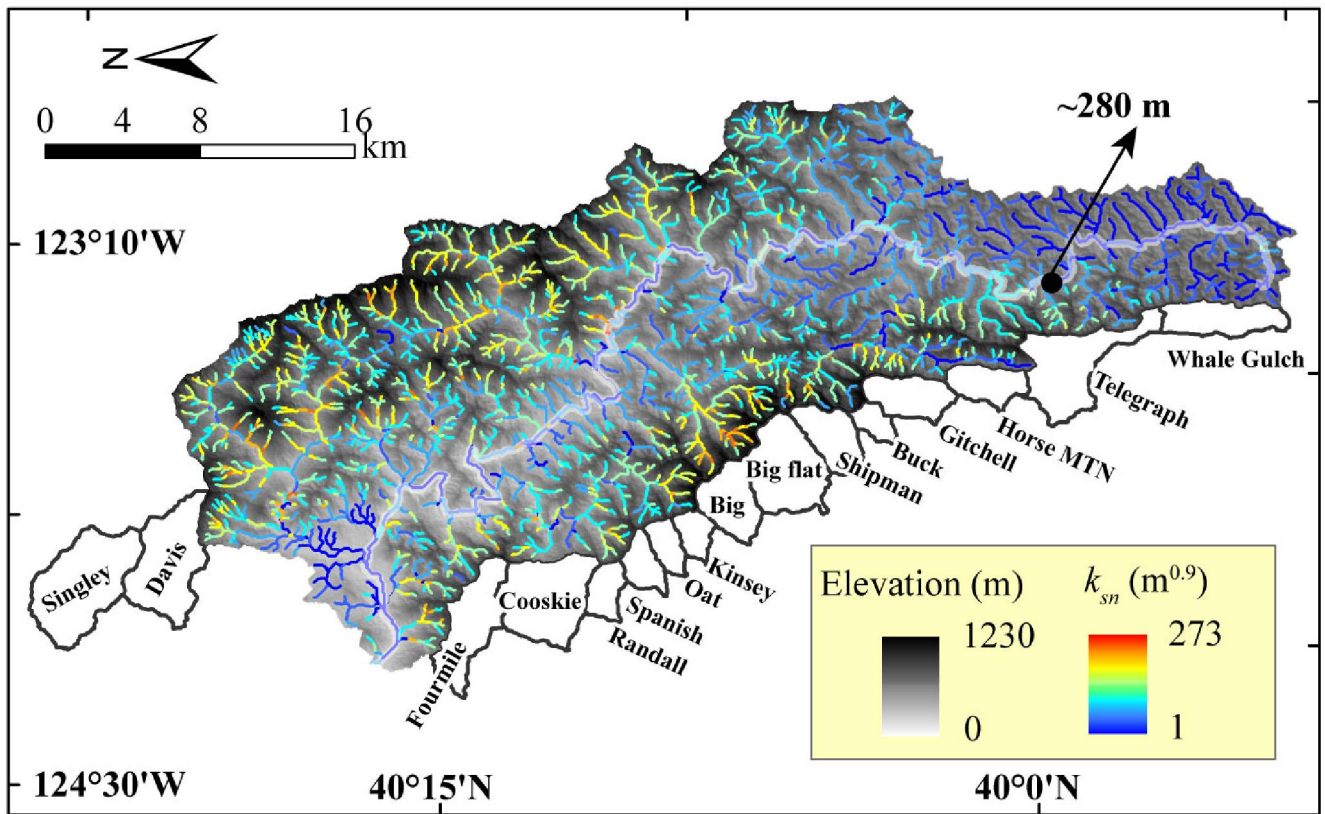 N
0 4 8 16
km
~280 m
123°10'W
Whale Gulch
Telegraph
Horse MTN
Gitchell
Buck
Shipman
Big flat
Big
Kinsey
Oat
Spanish
Randall
Cooskie
Fourmile
Davis
Singley
Elevation (m)
1230
0
ksn (m0.9)
273
1
124°30'W
40°15'N
40°0'N